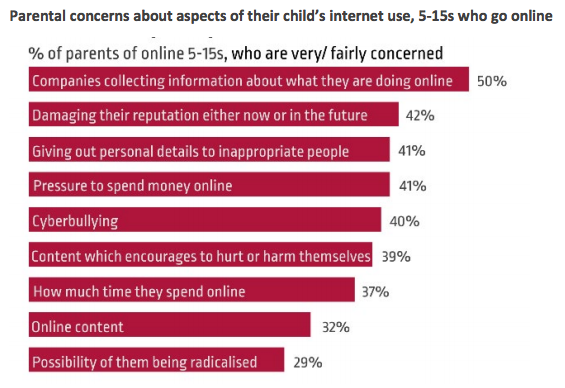 Parental concerns about aspects of their child's internet use, 5-15s who go online
% of parents of online 5-15s, who are very/ fairly concerned
Companies collecting information about what they are doing online 50%
Damaging their reputation either now or in the future 42%
Giving out personal details to inappropriate people 41%
Pressure to spend money online 41%
Cyberbullying 40%
Content which encourages to hurt or harm themselves 39%
How much time they spend online 37%
Online content 32%
Possibility of them being radicalised 29%